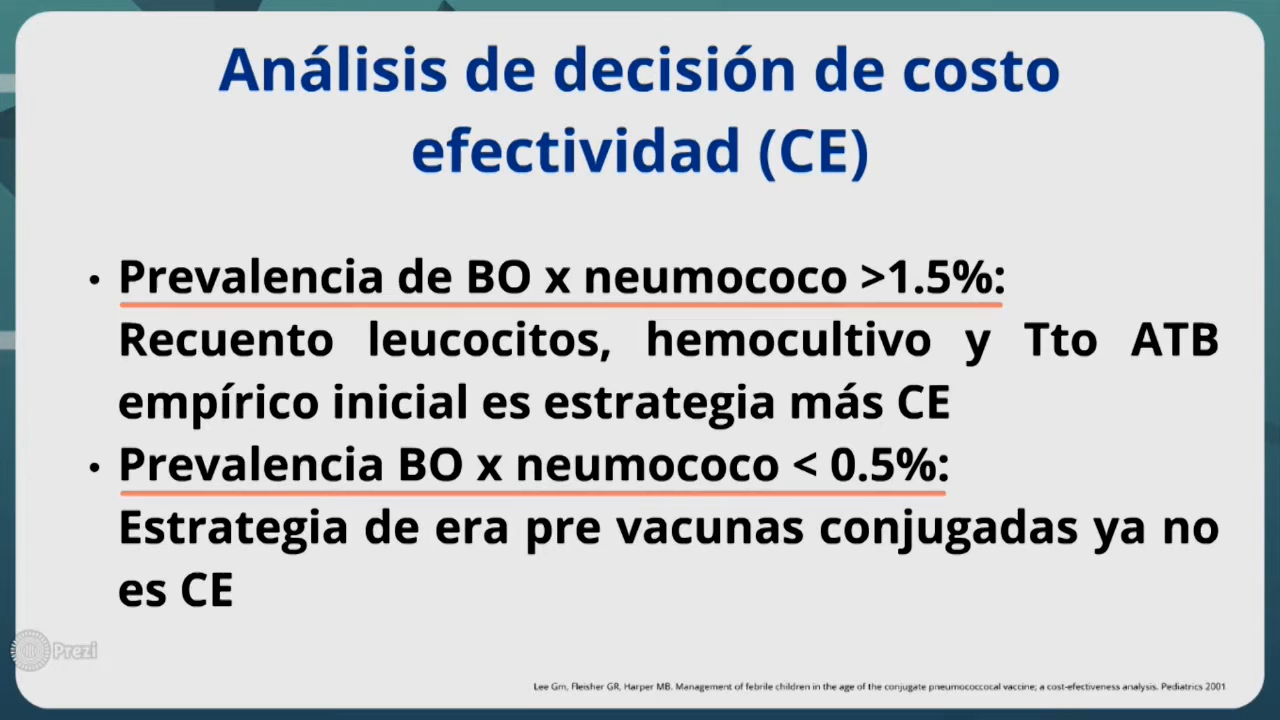 Análisis de decisión de costo
efectividad (CE)
• Prevalencia de BO x neumococo >1.5%:
Recuento leucocitos, hemocultivo y Tto ATB
empírico inicial es estrategia más CE
• Prevalencia BO x neumococo < 0.5%:
Estrategia de era pre vacunas conjugadas ya no
es CE
Prezi
Lee Gm, Fleisher GR, Harper MB. Management of febrile children in the age of the conjugate pneumococcocal vaccine; a cost-efectiveness analysis. Pediatrics 2001